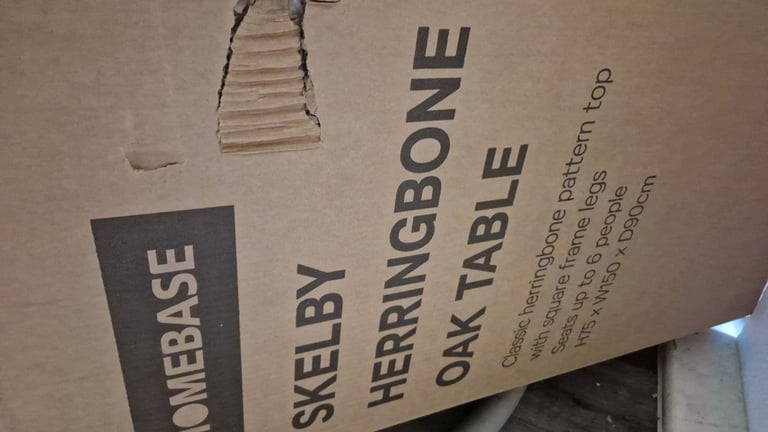 HOMEBASE
SKELBY
HERRINGBONE
OAK TABLE
Classic herringbone pattern top
with square frame legs
Seats up to 6 people
H75 x W150 x D90cm